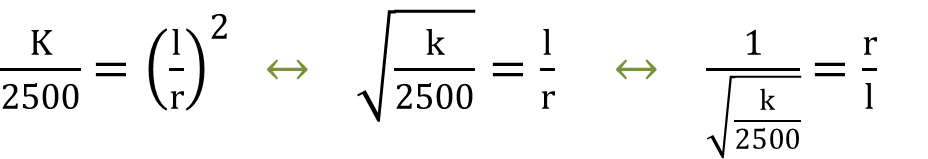 K/2500 = (l/r)² ↔ √(k/2500) = l/r ↔ 1/√(k/2500) = r/l